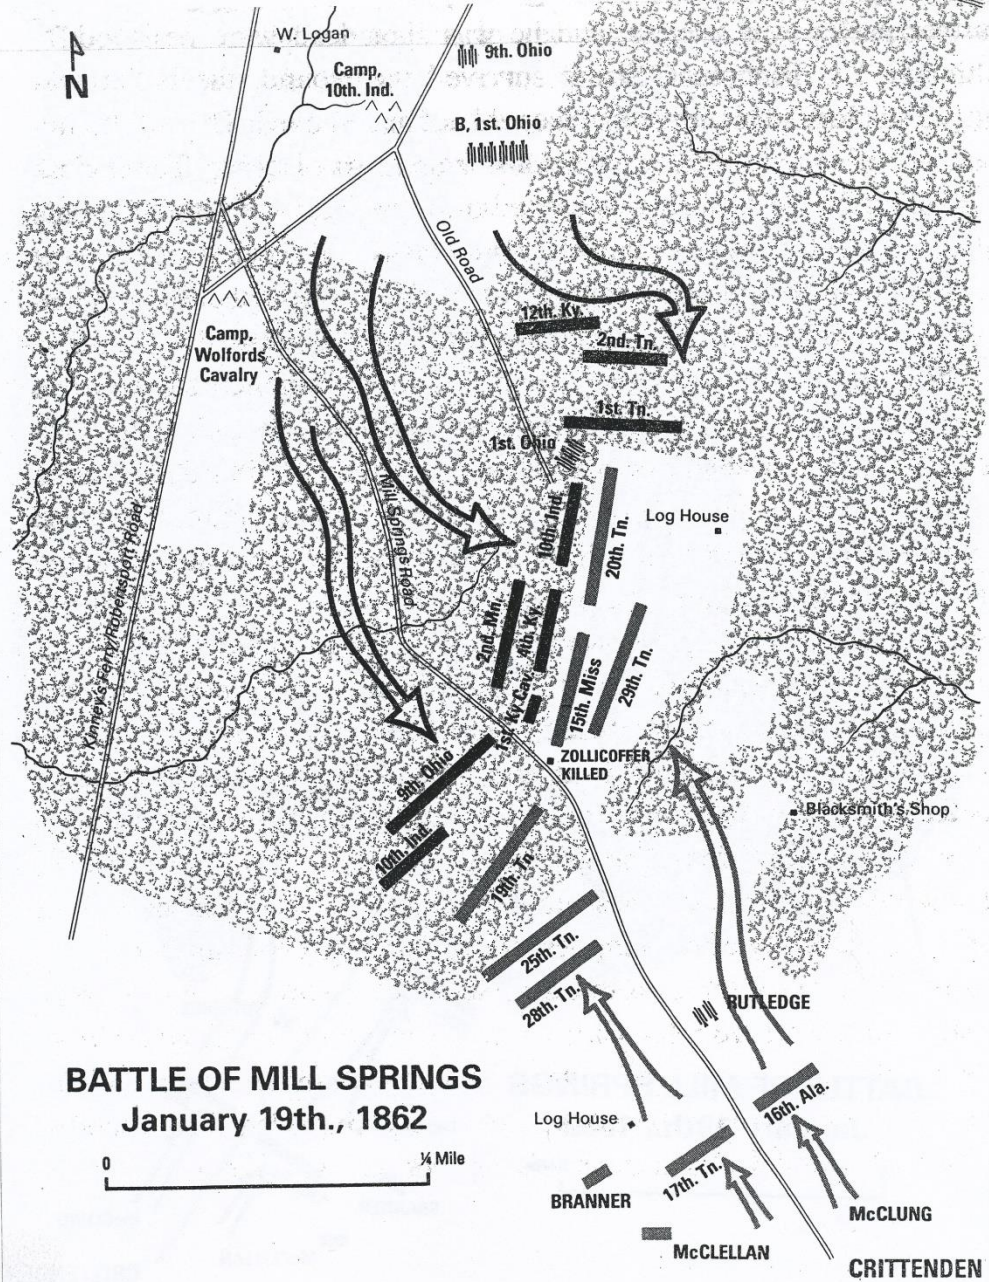 N
W. Logan
Camp,
10th. Ind.
9th. Ohio
B, 1st. Ohio
Old Road
12th. Ky.
2nd. Tn.
Camp,
Wolfords
Cavalry
1st. Tn.
1st. Ohio
10th. Ind.
20th. Tn.
Log House
Mill Springs Road
Kinney's Ferry/Robertsport Road
2nd. Mn.
4th. Ky.
1st. Ky Cav.
15th. Miss
29th. Tn.
ZOLLICOFFER
KILLED
9th. Ohio
10th. Ind.
19th. Tn
Blacksmith's Shop
25th. Tn.
28th. Tn.
RUTLEDGE
BATTLE OF MILL SPRINGS
January 19th., 1862
0 ¼ Mile
Log House
16th. Ala.
17th. Tn.
BRANNER
McCLUNG
McCLELLAN
CRITTENDEN